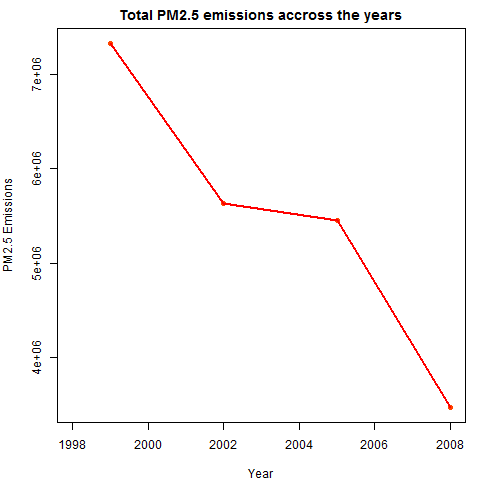 Total PM2.5 emissions accross the years
7e+06
6e+06
5e+06
4e+06
PM2.5 Emissions
1998 2000 2002 2004 2006 2008
Year